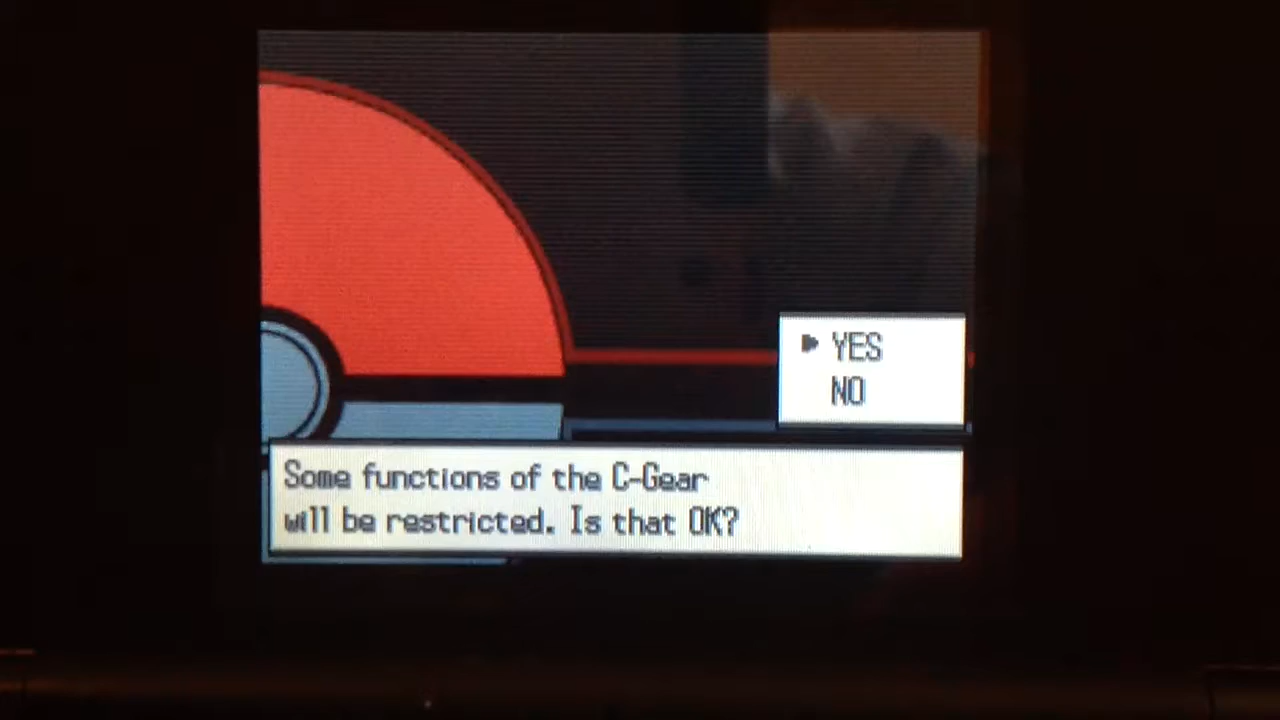 YES
NO
Some functions of the C-Gear
will be restricted. Is that OK?